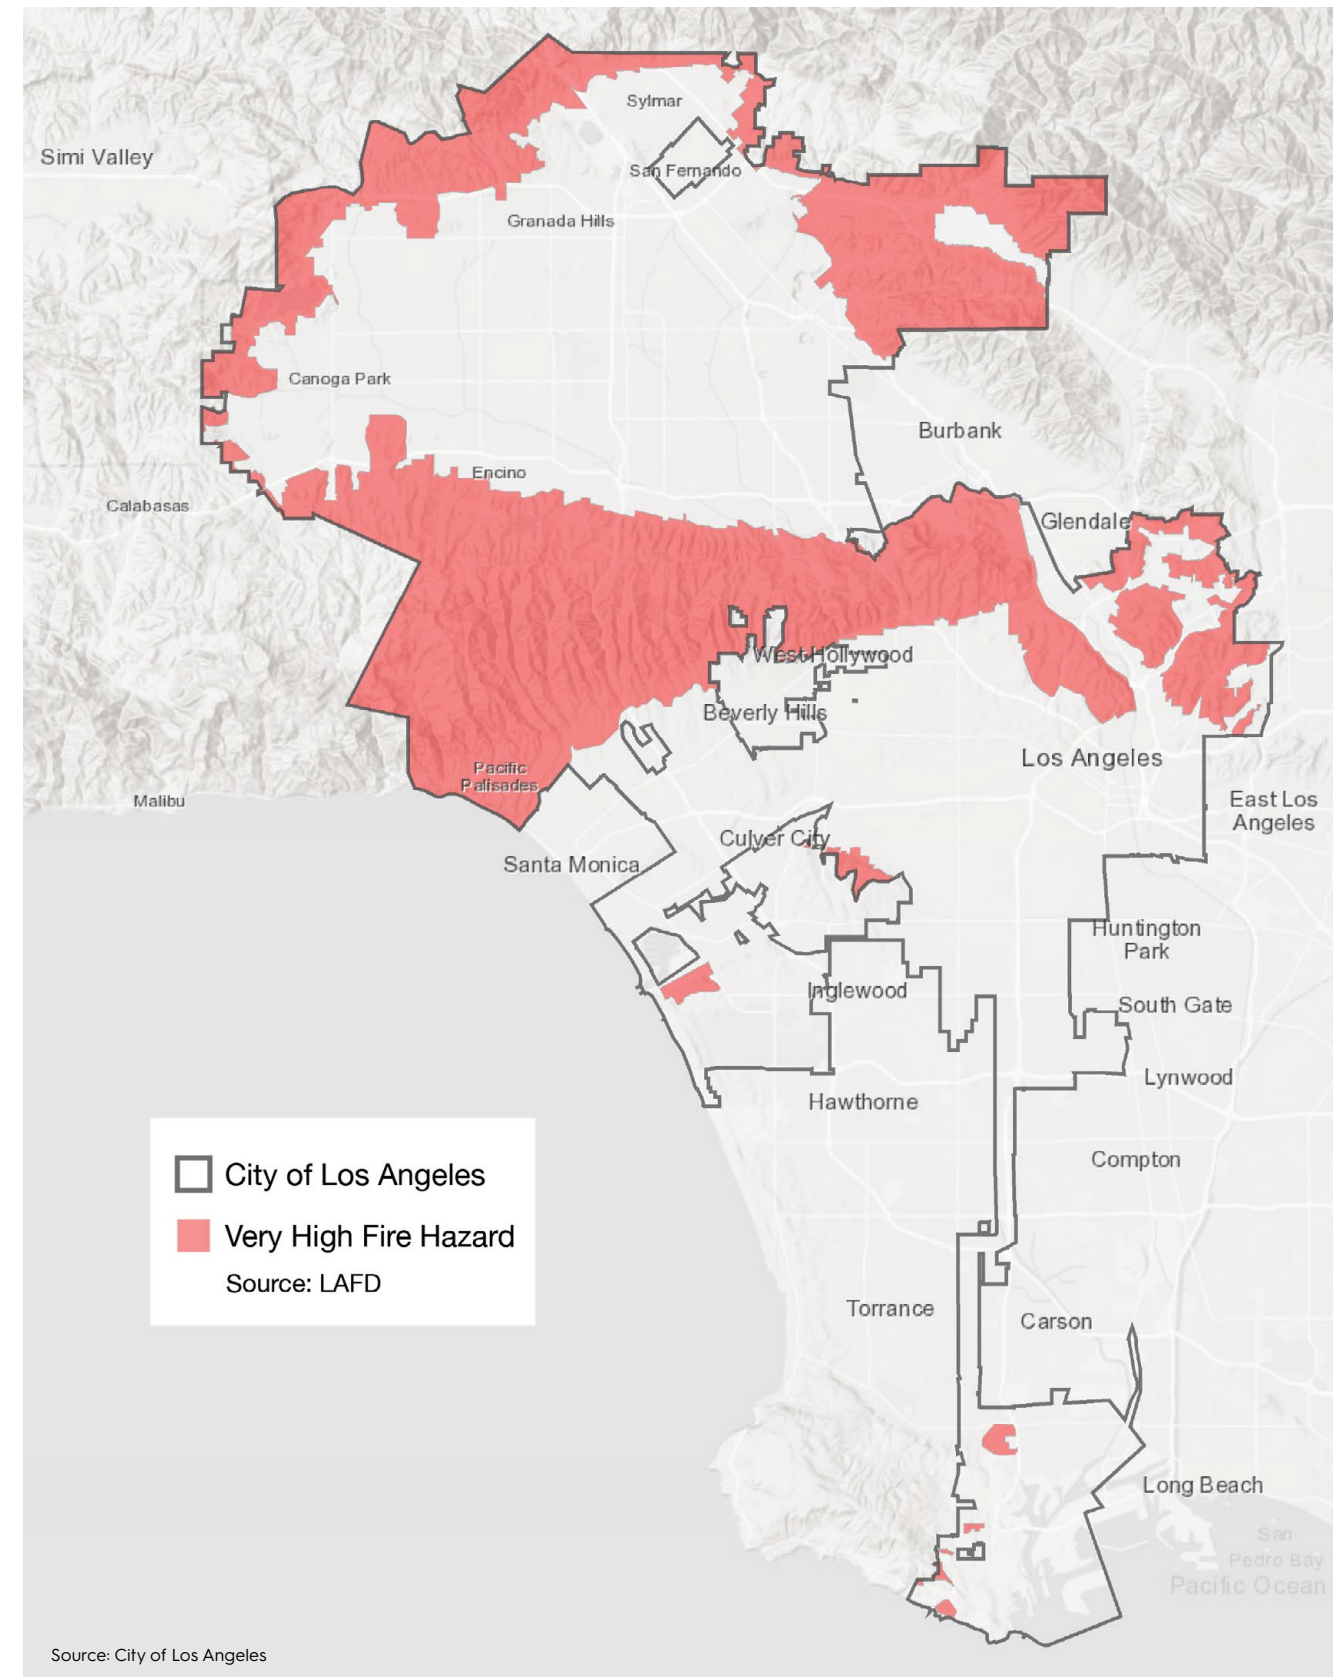 Sylmar
Simi Valley
San Fernando
Granada Hills
Canoga Park
Burbank
Encino
Calabasas
Glendale
West Hollywood
Beverly Hills
Los Angeles
Pacific
Palisades
Malibu
East Los
Angeles
Culver City
Santa Monica
Huntington
Park
Inglewood
South Gate
Lynwood
Hawthorne
Compton
City of Los Angeles
Very High Fire Hazard
Source: LAFD
Torrance
Carson
Long Beach
San
Pedro Bay
Pacific Ocean
Source: City of Los Angeles